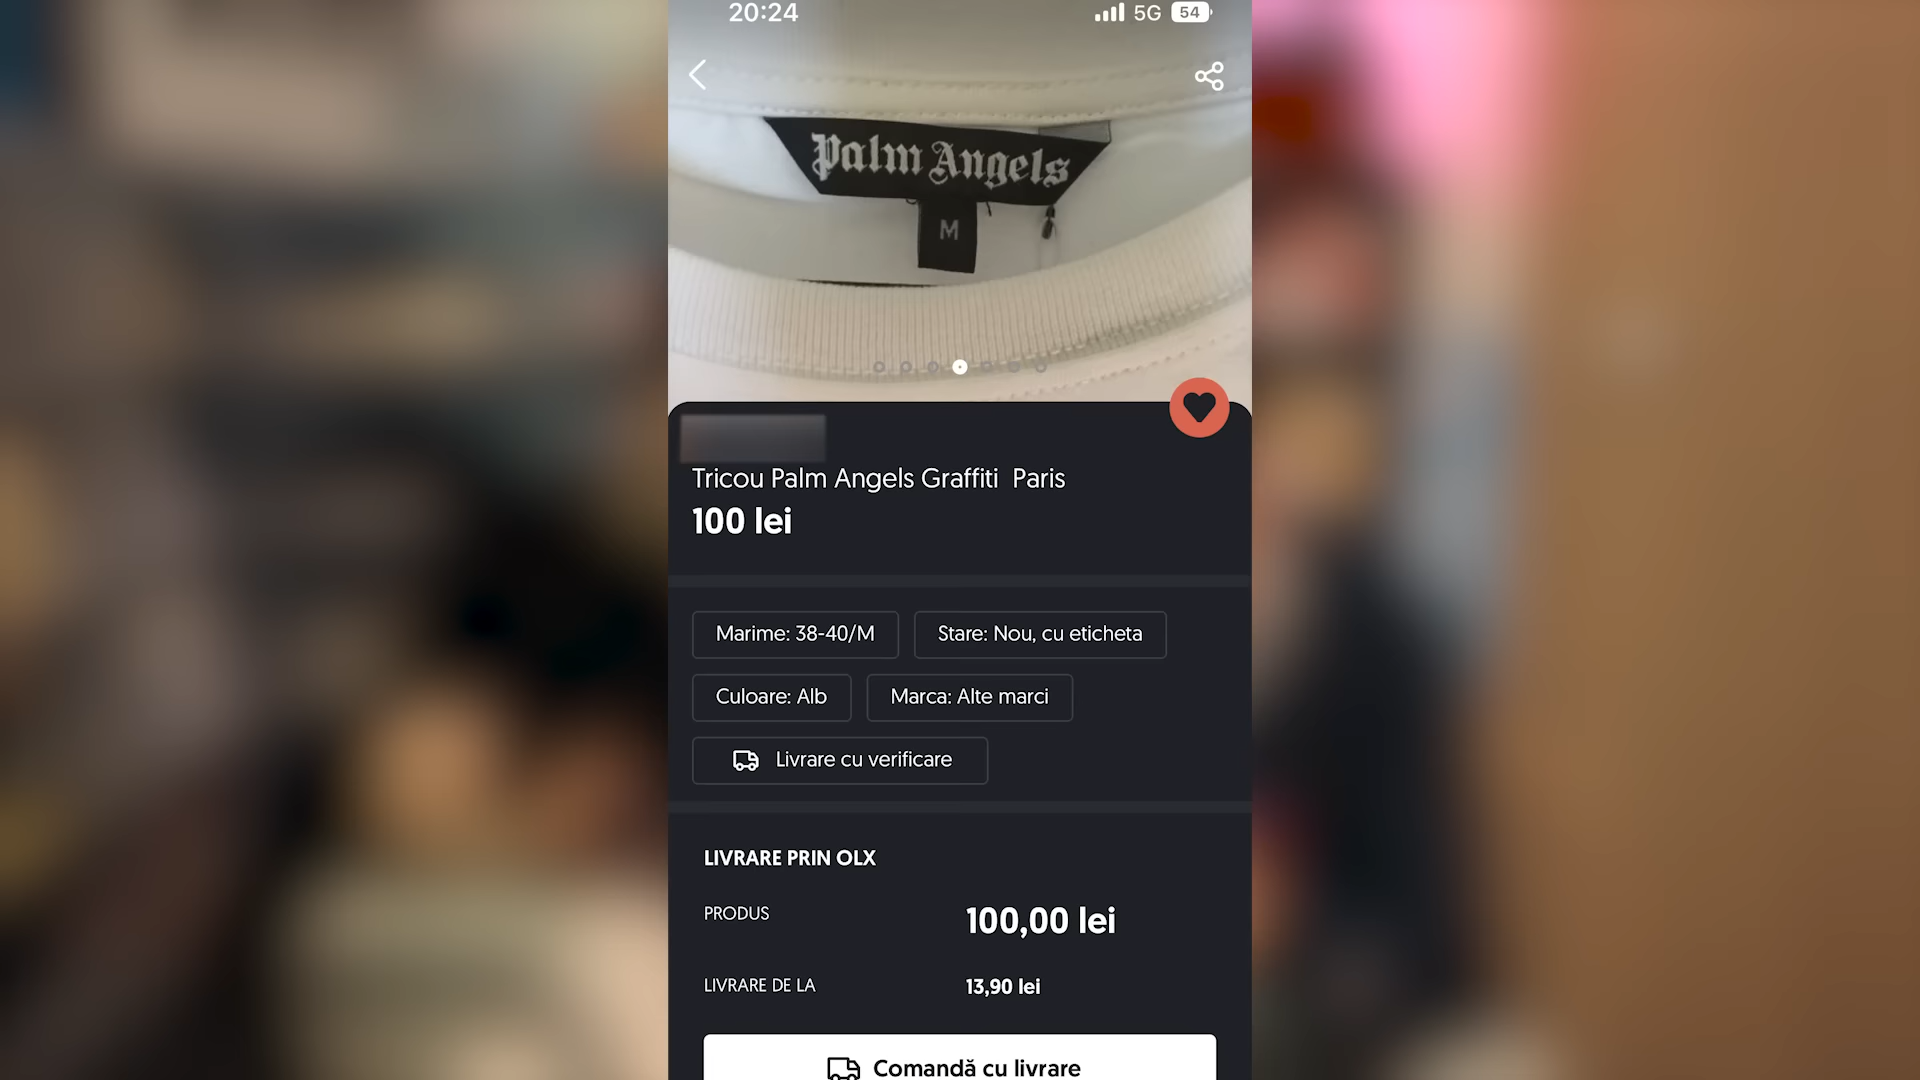 20:24
5G
54
Palm Angels
M
Tricou Palm Angels Graffiti Paris
100 lei
Marime: 38-40/M
Stare: Nou, cu eticheta
Culoare: Alb
Marca: Alte marci
Livrare cu verificare
LIVRARE PRIN OLX
PRODUS
100,00 lei
LIVRARE DE LA
13,90 lei
Comandă cu livrare